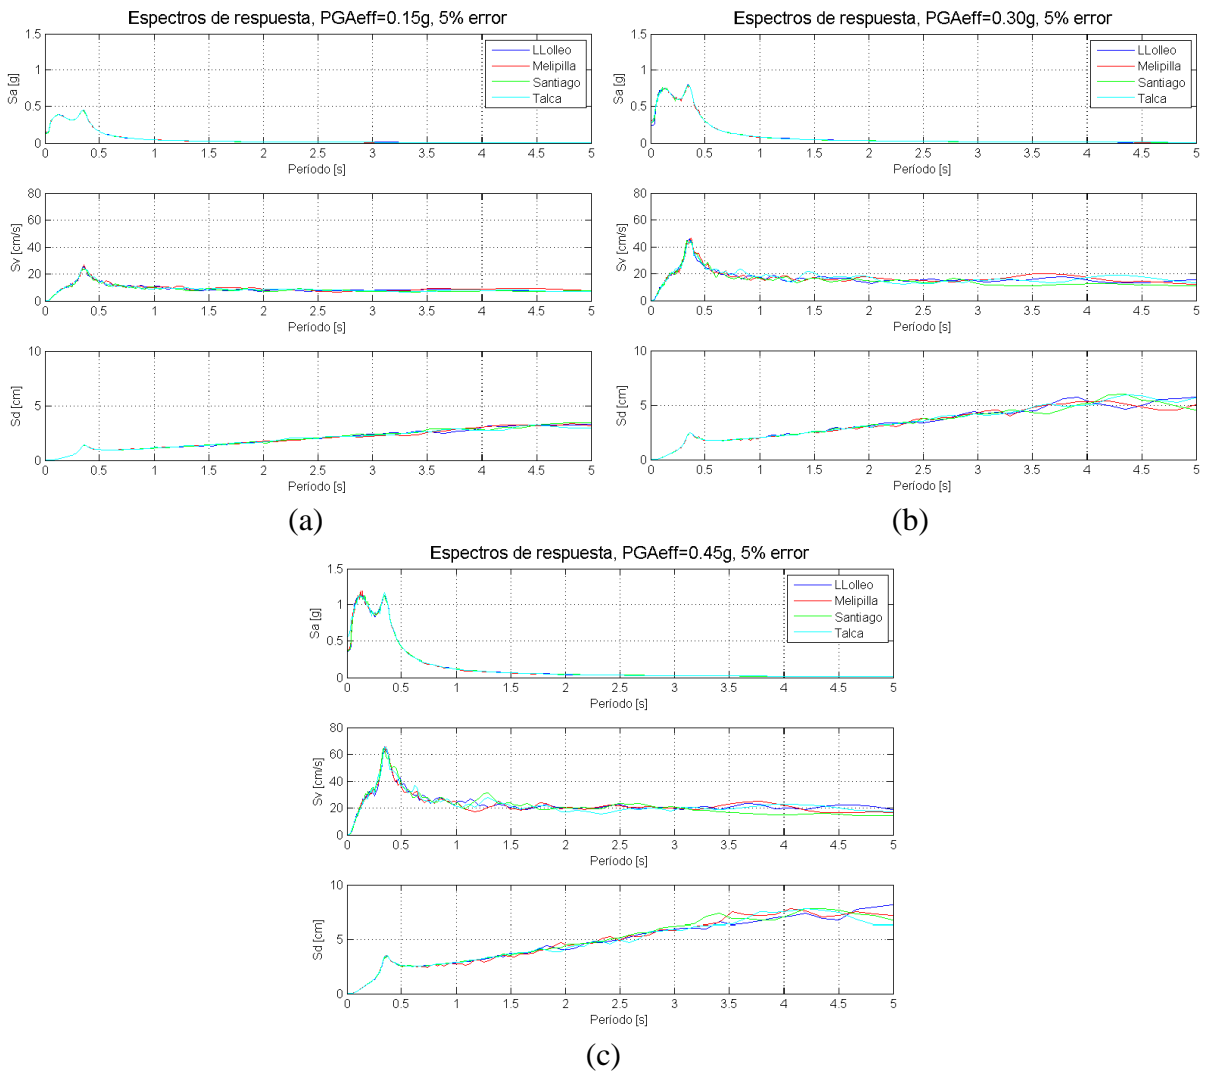 Espectros de respuesta, PGAeff=0.15g, 5% error
1.5
1
0.5
0
Sa [g]
LLolleo
Melipilla
Santiago
Talca
0 0.5 1 1.5 2 2.5 3 3.5 4 4.5 5
Período [s]
80
60
40
20
0
Sv [cm/s]
0 0.5 1 1.5 2 2.5 3 3.5 4 4.5 5
Período [s]
10
5
0
Sd [cm]
0 0.5 1 1.5 2 2.5 3 3.5 4 4.5 5
Período [s]
(a)
Espectros de respuesta, PGAeff=0.30g, 5% error
1.5
1
0.5
0
Sa [g]
LLolleo
Melipilla
Santiago
Talca
0 0.5 1 1.5 2 2.5 3 3.5 4 4.5 5
Período [s]
80
60
40
20
0
Sv [cm/s]
0 0.5 1 1.5 2 2.5 3 3.5 4 4.5 5
Período [s]
10
5
0
Sd [cm]
0 0.5 1 1.5 2 2.5 3 3.5 4 4.5 5
Período [s]
(b)
Espectros de respuesta, PGAeff=0.45g, 5% error
1.5
1
0.5
0
Sa [g]
LLolleo
Melipilla
Santiago
Talca
0 0.5 1 1.5 2 2.5 3 3.5 4 4.5 5
Período [s]
80
60
40
20
0
Sv [cm/s]
0 0.5 1 1.5 2 2.5 3 3.5 4 4.5 5
Período [s]
10
5
0
Sd [cm]
0 0.5 1 1.5 2 2.5 3 3.5 4 4.5 5
Período [s]
(c)